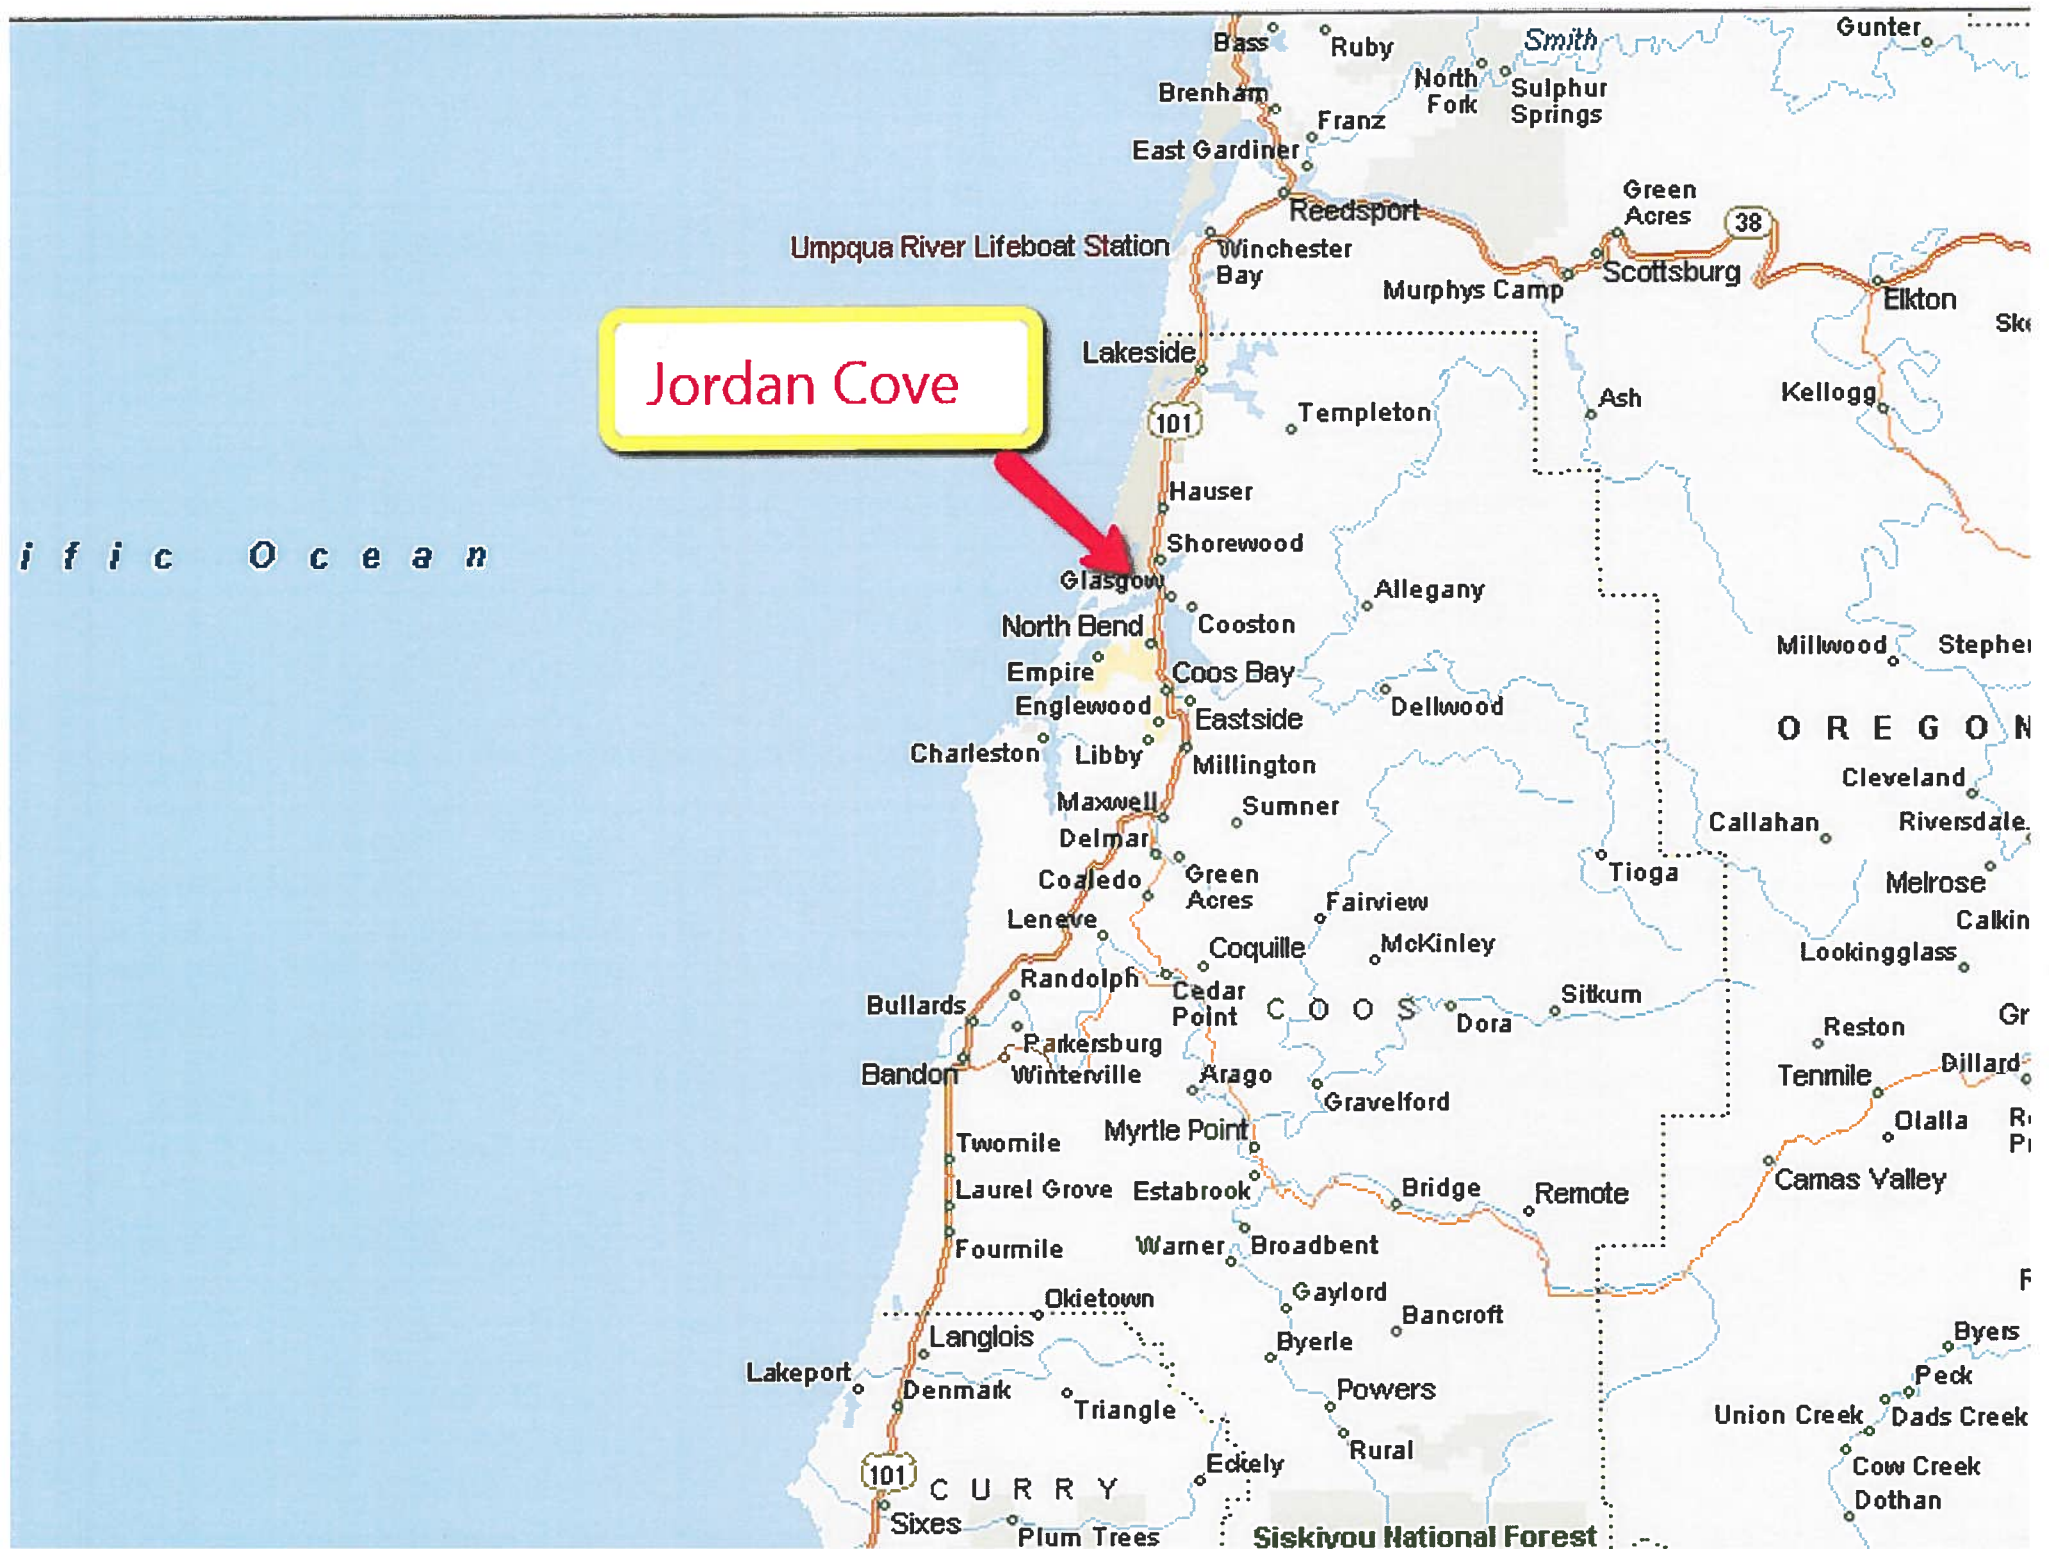 Bass
Ruby
Smith
Gunter
North
Fork
Sulphur
Springs
Brenham
Franz
East Gardiner
Reedsport
Green
Acres
38
Umpqua River Lifeboat Station
Winchester
Bay
Murphys Camp
Scottsburg
Elkton
Jordan Cove
Lakeside
101
Templeton
Ash
Kellogg
Hauser
Shorewood
ific Ocean
Glasgow
Allegany
North Bend
Cooston
Millwood
Empire
Coos Bay
Englewood
Eastside
Dellwood
OREGON
Charleston
Libby
Millington
Cleveland
Maxwell
Sumner
Callahan
Riversdale
Delmar
Coaledo
Green
Acres
Tioga
Melrose
Leneve
Fairview
Calkin
Coquille
McKinley
Lookingglass
Randolph
Cedar
Point
COOS
Sitkum
Bullards
Dora
Reston
Gr
Parkersburg
Bandon
Winterville
Arago
Tenmile
Dillard
Gravelford
Olalla
Twomile
Myrtle Point
Laurel Grove
Estabrook
Bridge
Remote
Camas Valley
Fourmile
Warner
Broadbent
Okietown
Gaylord
Bancroft
Langlois
Byerle
Byers
Lakeport
Denmark
Triangle
Powers
Peck
Union Creek
Dads Creek
Rural
101
CURRY
Eckely
Cow Creek
Sixes
Plum Trees
Siskiyou National Forest
Dothan